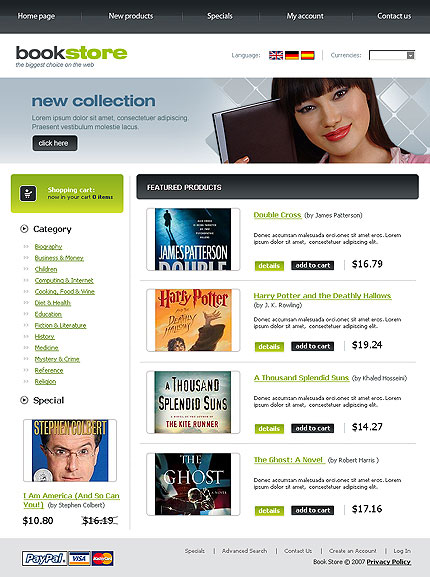 Home page New products Specials My account Contact us
bookstore
the biggest choice on the web
Language: Currencies:
new collection
Lorem ipsum dolor sit amet, consectetuer adipiscing.
Praesent vestibulum molestie lacus.
click here
Shopping cart:
now in your cart 0 items
Category
Biography
Business & Money
Children
Computing & Internet
Cooking, Food & Wine
Diet & Health
Education
Fiction & Literature
History
Medicine
Mystery & Crime
Reference
Religion
Special
STEPHEN COLBERT
I Am America (And So Can
You!) (by Stephen Colbert)
$10.80 $16.19
FEATURED PRODUCTS
JAMES PATTERSON
DOUBLE
Double Cross (by James Patterson)
Donec accumsan malesuada orci onec sit amet eros. Lorem
ipsum dolor sit amet, consectetuer adipiscing elit.
details add to cart $16.79
Harry Potter
AND THE
DEATHLY HALLOWS
Harry Potter and the Deathly Hallows
(by J. K. Rowling)
Donec accumsan malesuada orci onec sit amet eros. Lorem
ipsum dolor sit amet, consectetuer adipiscing elit.
details add to cart $19.24
A THOUSAND
SPLENDID SUNS
THE KITE RUNNER
A Thousand Splendid Suns (by Khaled Hosseini)
Donec accumsan malesuada orci onec sit amet eros. Lorem
ipsum dolor sit amet, consectetuer adipiscing elit.
details add to cart $14.27
THE
GHOST
A NOVEL
The Ghost: A Novel (by Robert Harris )
Donec accumsan malesuada orci onec sit amet eros. Lorem
ipsum dolor sit amet, consectetuer adipiscing elit.
details add to cart $17.16
PayPal VISA MasterCard
Specials | Advanced Search | Contact Us | Create an Account | Log In
Book Store © 2007 Privacy Policy